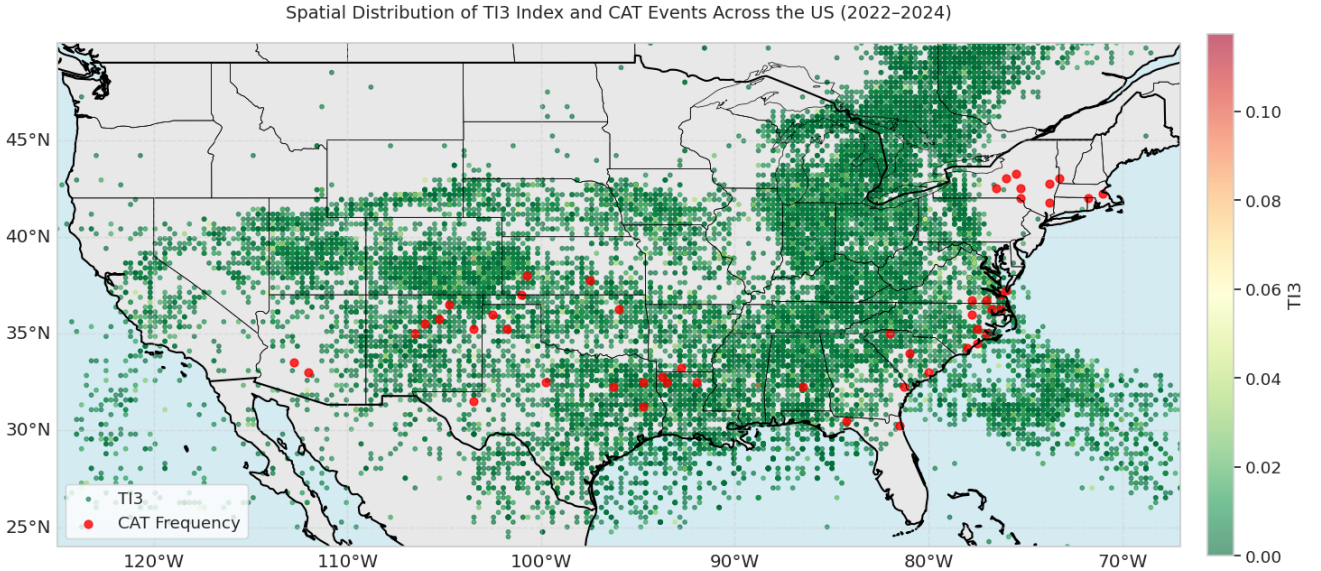 Spatial Distribution of TI3 Index and CAT Events Across the US (2022–2024)
45°N
40°N
35°N
30°N
25°N
120°W
110°W
100°W
90°W
80°W
70°W
TI3
CAT Frequency
0.10
0.08
0.06
0.04
0.02
0.00
TI3